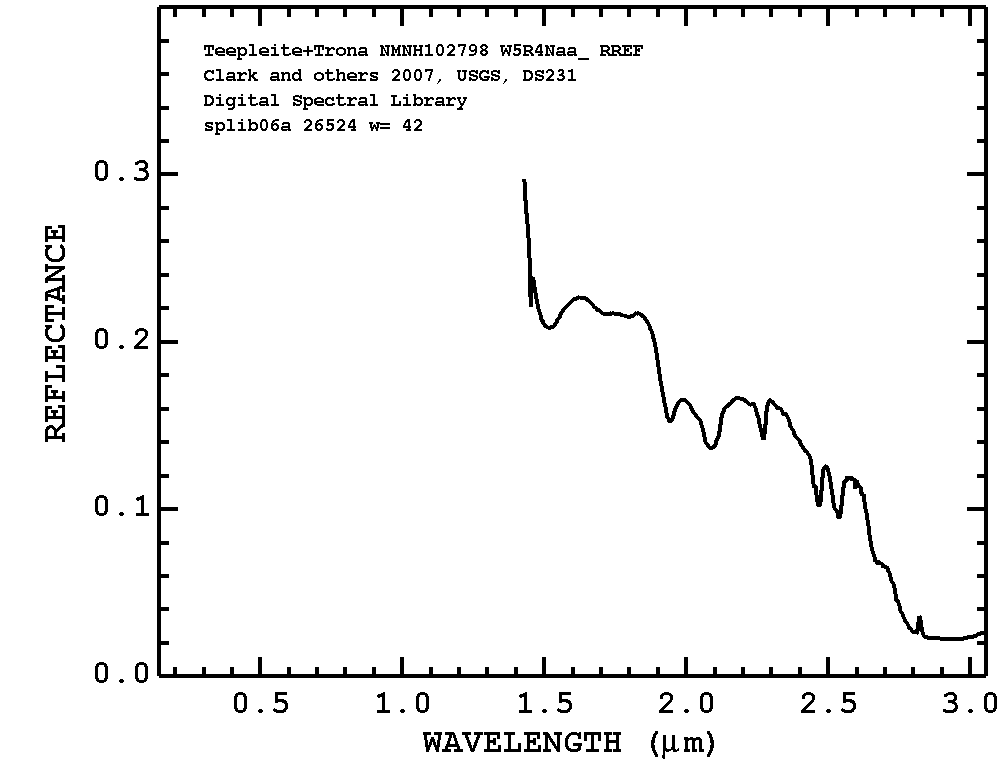 Teepleite+Trona NMNH102798 W5R4Naa_ RREF
Clark and others 2007, USGS, DS231
Digital Spectral Library
splib06a 26524 w= 42
REFLECTANCE
0.3
0.2
0.1
0.0
0.5 1.0 1.5 2.0 2.5 3.0
WAVELENGTH (μm)